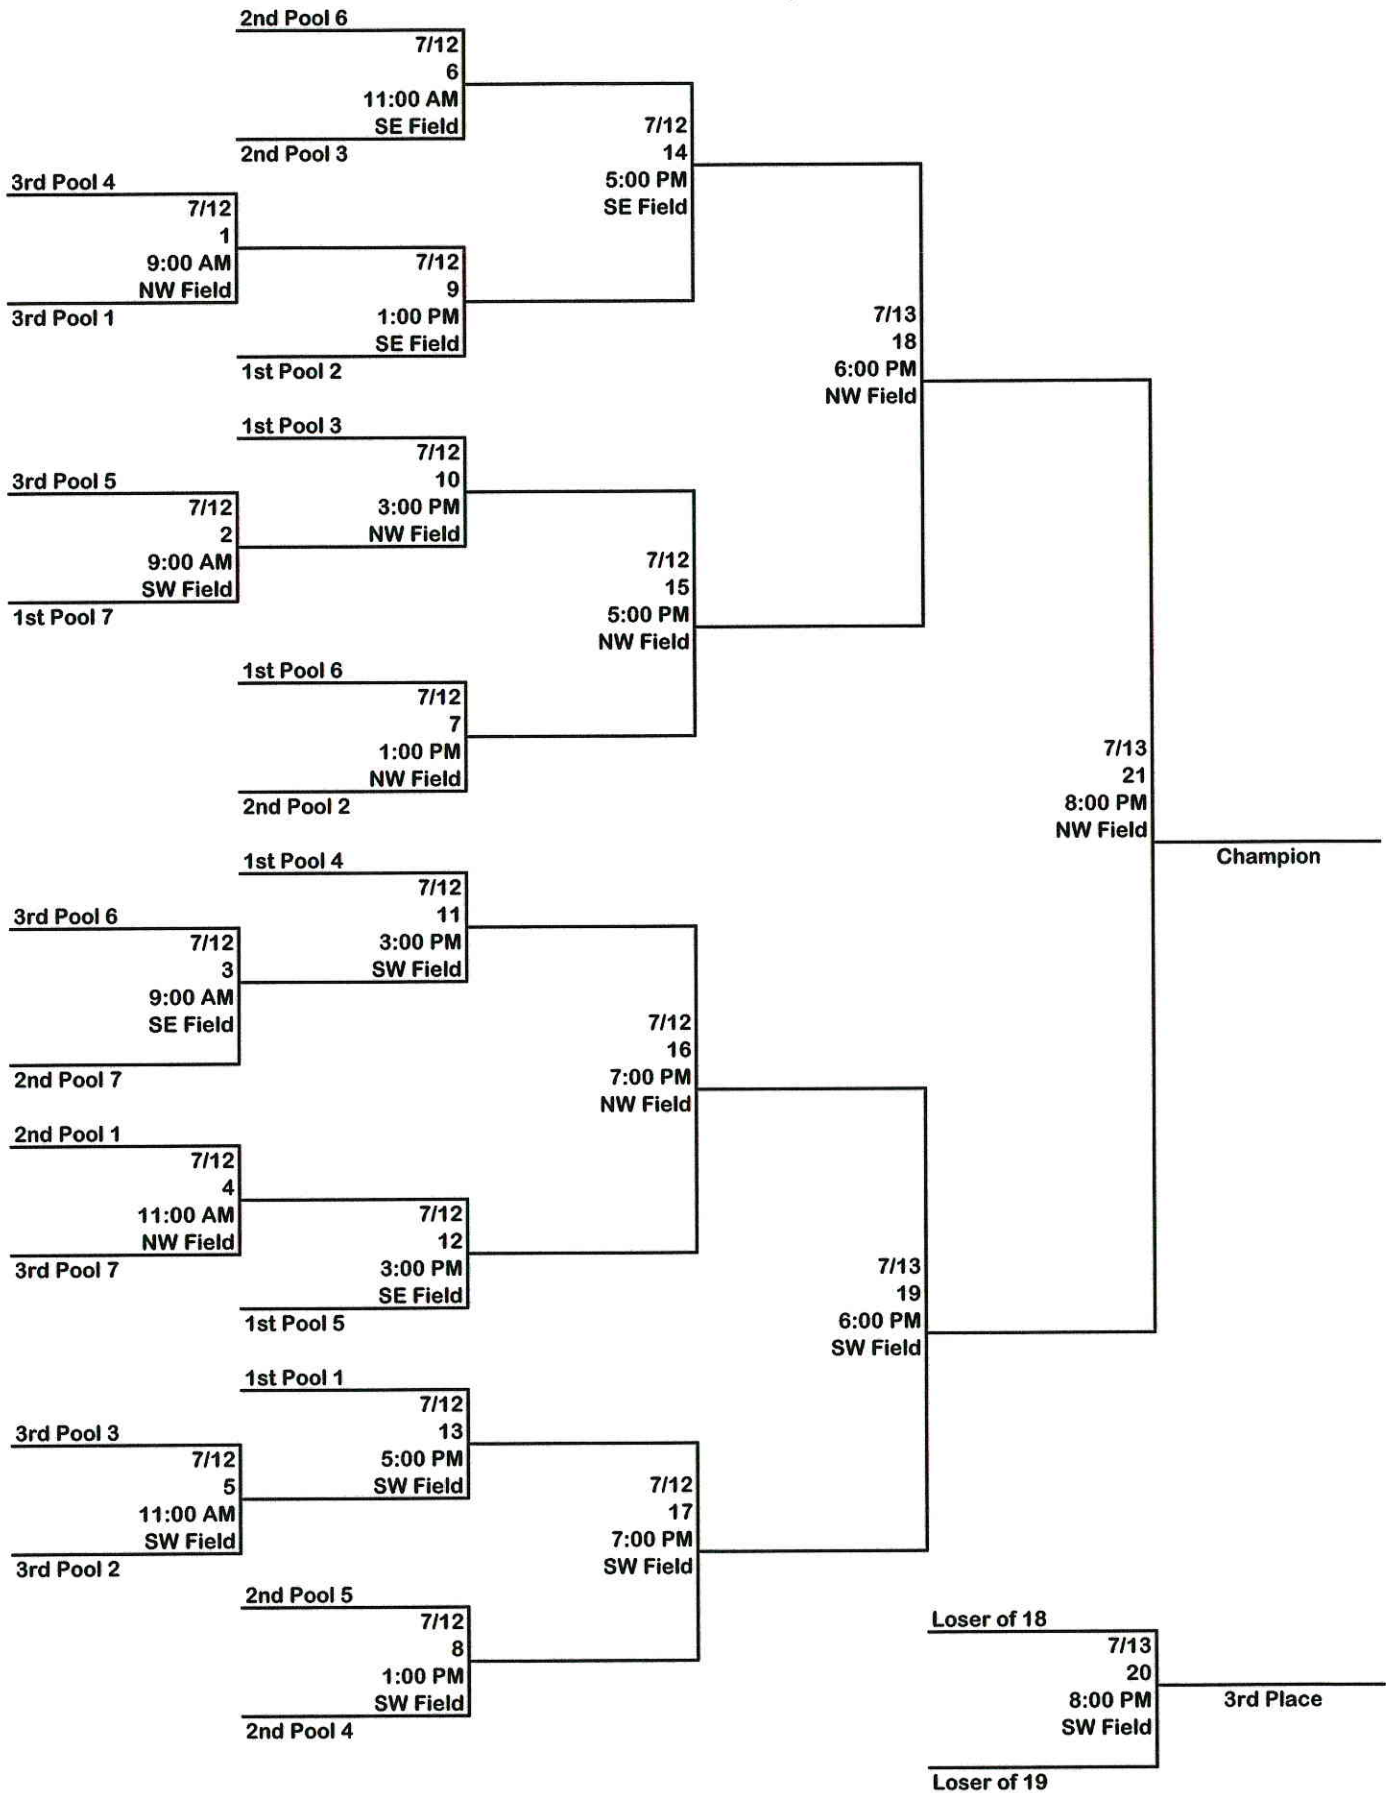 2nd Pool 6
7/12
6
11:00 AM
SE Field
2nd Pool 3
3rd Pool 4
7/12
1
9:00 AM
NW Field
3rd Pool 1
7/12
9
1:00 PM
SE Field
1st Pool 2
7/12
14
5:00 PM
SE Field
1st Pool 3
7/12
10
3:00 PM
NW Field
3rd Pool 5
7/12
2
9:00 AM
SW Field
1st Pool 7
7/12
15
5:00 PM
NW Field
1st Pool 6
7/12
7
1:00 PM
NW Field
2nd Pool 2
7/13
18
6:00 PM
NW Field
1st Pool 4
7/12
11
3:00 PM
SW Field
3rd Pool 6
7/12
3
9:00 AM
SE Field
2nd Pool 7
7/12
16
7:00 PM
NW Field
2nd Pool 1
7/12
4
11:00 AM
NW Field
3rd Pool 7
7/12
12
3:00 PM
SE Field
1st Pool 5
7/13
21
8:00 PM
NW Field
Champion
1st Pool 1
7/12
13
5:00 PM
SW Field
3rd Pool 3
7/12
5
11:00 AM
SW Field
3rd Pool 2
7/12
17
7:00 PM
SW Field
2nd Pool 5
7/12
8
1:00 PM
SW Field
2nd Pool 4
7/13
19
6:00 PM
SW Field
Loser of 18
7/13
20
8:00 PM
SW Field
3rd Place
Loser of 19